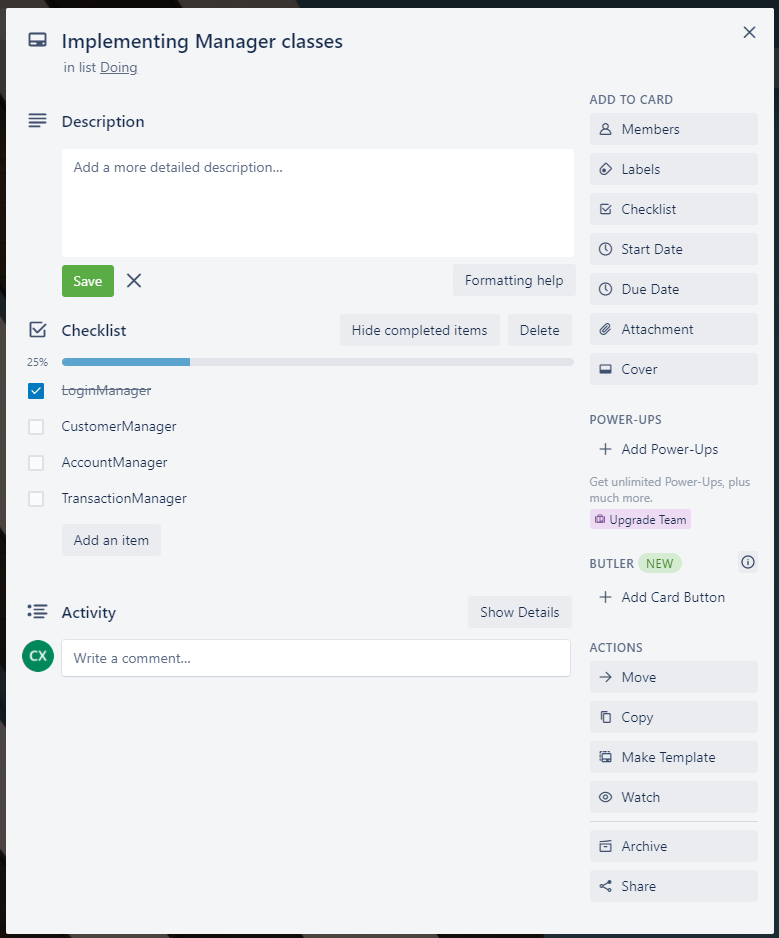 Implementing Manager classes
in list Doing
Description
Add a more detailed description...
Save
Formatting help
Checklist
Hide completed items
Delete
25%
LoginManager
CustomerManager
AccountManager
TransactionManager
Add an item
Activity
Show Details
CX
Write a comment...
ADD TO CARD
Members
Labels
Checklist
Start Date
Due Date
Attachment
Cover
POWER-UPS
Add Power-Ups
Get unlimited Power-Ups, plus
much more.
Upgrade Team
BUTLER NEW
Add Card Button
ACTIONS
Move
Copy
Make Template
Watch
Archive
Share